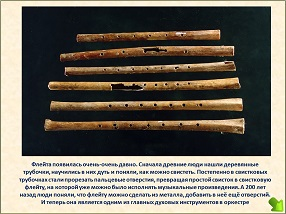 Флейта появилась очень-очень давно. Сначала древние люди нашли деревянные
трубочки, научились в них дуть и поняли, как можно свистеть. Постепенно в свистковых
трубочках стали прорезать пальцевые отверстия, превращая простой свисток в свистковую
флейту, на которой уже можно было исполнять музыкальные произведения. А 200 лет
назад люди поняли, что флейту можно сделать из металла, добавить в неё ещё отверстий.
И теперь она является одним из главных духовых инструментов в оркестре